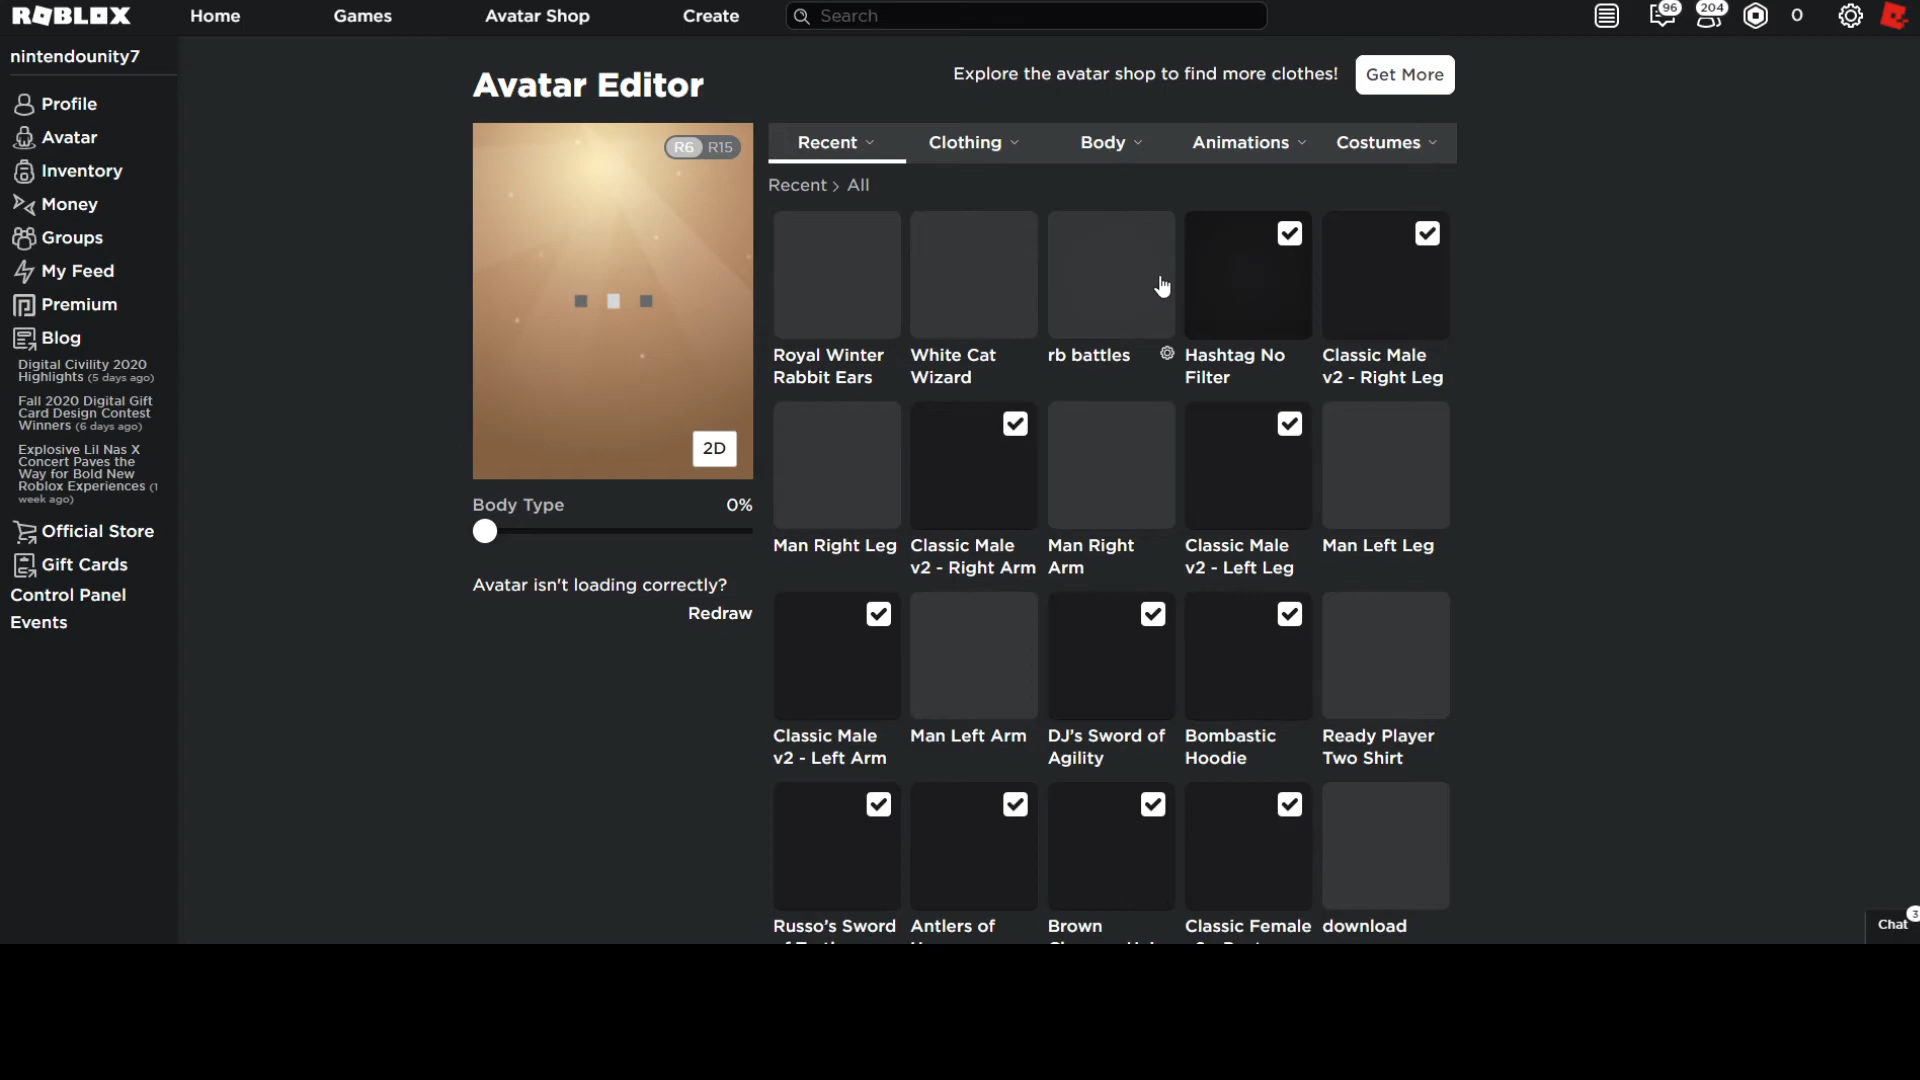 ROBLOX
Home
Games
Avatar Shop
Create
Search
96
204
0
nintendounity7
Profile
Avatar
Inventory
Money
Groups
My Feed
Premium
Blog
Digital Civility 2020
Highlights (5 days ago)
Fall 2020 Digital Gift
Card Design Contest
Winners (6 days ago)
Explosive Lil Nas X
Concert Paves the
Way for Bold New
Roblox Experiences (1
week ago)
Official Store
Gift Cards
Control Panel
Events
Avatar Editor
Explore the avatar shop to find more clothes!
Get More
R6 R15
2D
Body Type 0%
Avatar isn't loading correctly?
Redraw
Recent
Clothing
Body
Animations
Costumes
Recent > All
Royal Winter
Rabbit Ears
White Cat
Wizard
rb battles
Hashtag No
Filter
Classic Male
v2 - Right Leg
Man Right Leg
Classic Male
v2 - Right Arm
Man Right
Arm
Classic Male
v2 - Left Leg
Man Left Leg
Classic Male
v2 - Left Arm
Man Left Arm
DJ's Sword of
Agility
Bombastic
Hoodie
Ready Player
Two Shirt
Russo's Sword
Antlers of
Brown
Classic Female
download
Chat
3